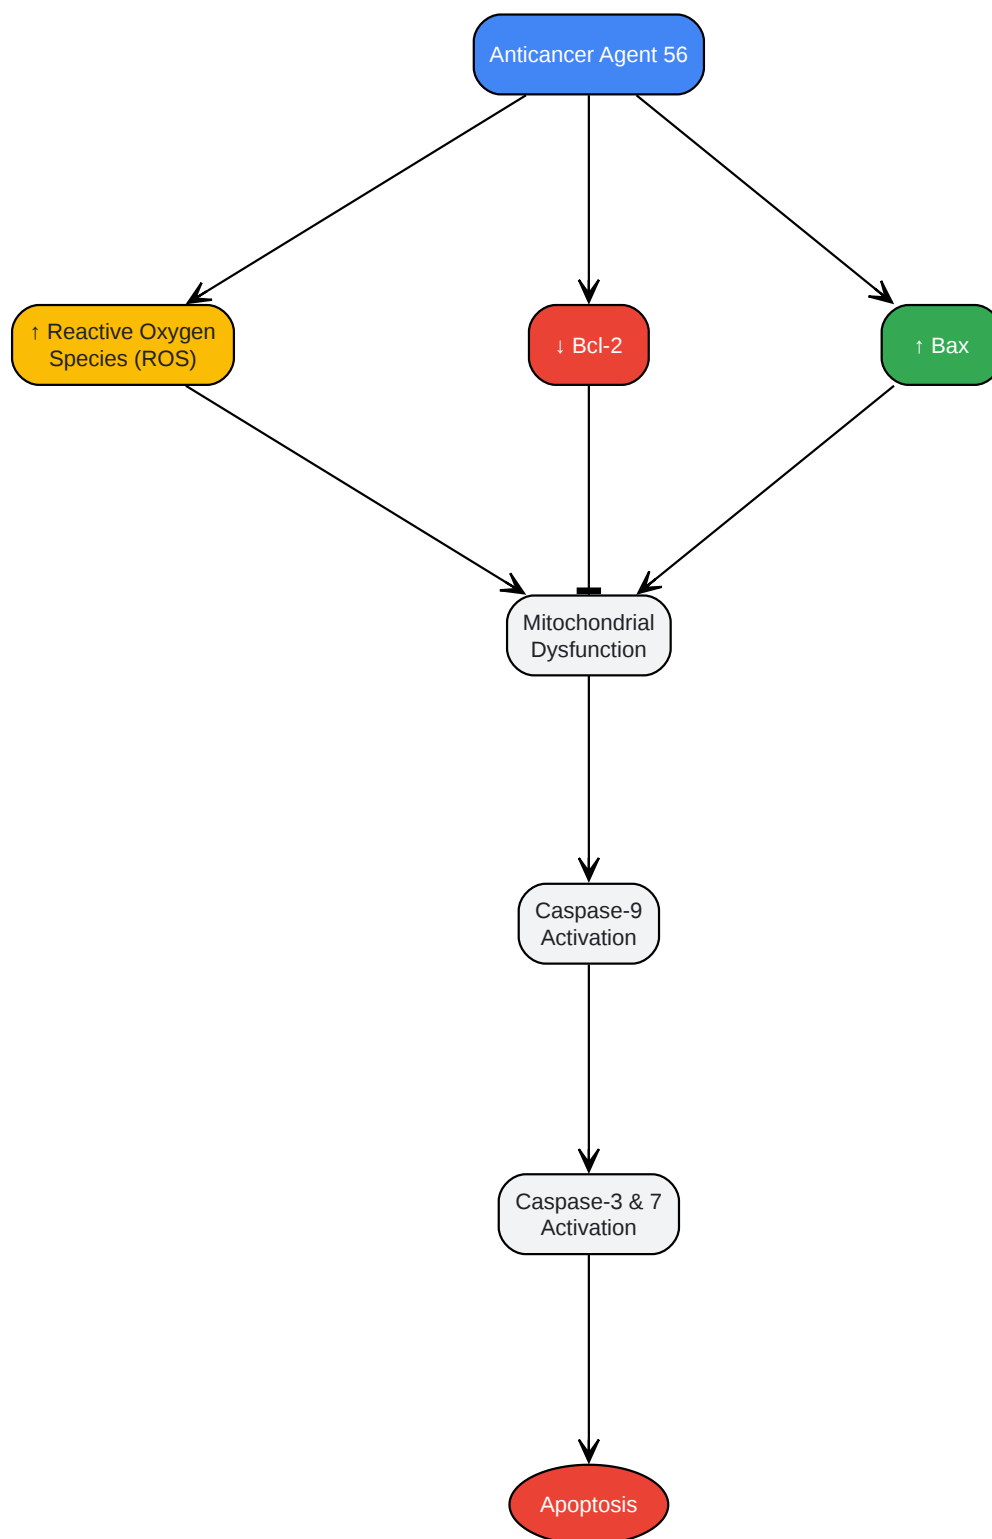 Anticancer Agent 56
↑ Reactive Oxygen
Species (ROS)
↓ Bcl-2
↑ Bax
Mitochondrial
Dysfunction
Caspase-9
Activation
Caspase-3 & 7
Activation
Apoptosis